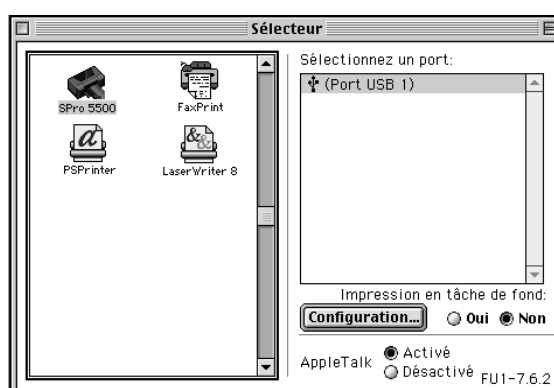 Sélecteur
SPro 5500
FaxPrint
PSPrinter
LaserWriter 8
Sélectionnez un port:
(Port USB 1)
Impression en tâche de fond:
Configuration...
Oui
Non
AppleTalk
Activé
Désactivé
FU1-7.6.2